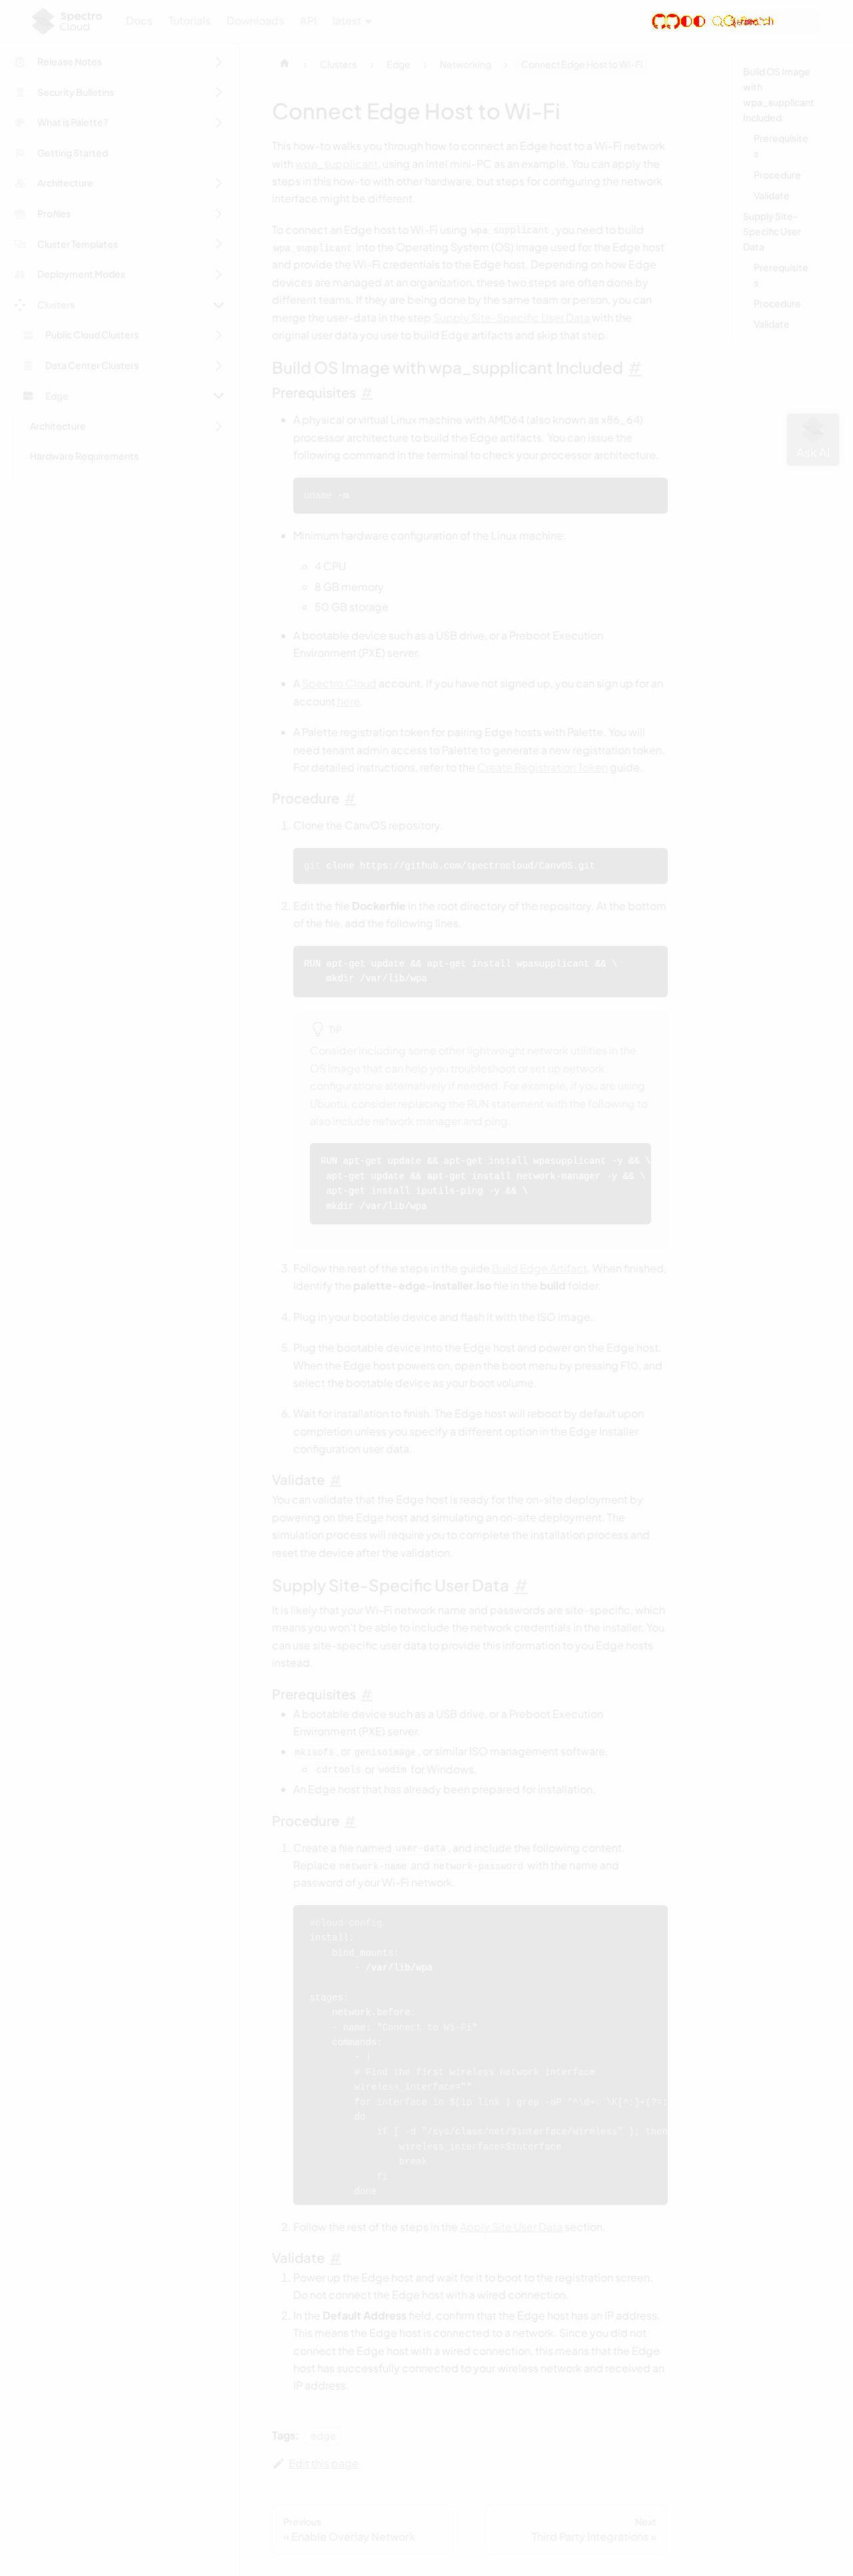 Spectro
Cloud
Docs
Tutorials
Downloads
API
latest
Release Notes
Security Bulletins
What is Palette?
Getting Started
Architecture
Profiles
Cluster Templates
Deployment Modes
Clusters
Public Cloud Clusters
Data Center Clusters
Edge
Architecture
Hardware Requirements
Clusters
Edge
Networking
Connect Edge Host to Wi-Fi
Connect Edge Host to Wi-Fi
This how-to walks you through how to connect an Edge host to a Wi-Fi network
with wpa_supplicant, using an Intel mini-PC as an example. You can apply the
steps in this how-to with other hardware, but steps for configuring the network
interface might be different.
To connect an Edge host to Wi-Fi using wpa_supplicant, you need to build
wpa_supplicant into the Operating System (OS) image used for the Edge host
and provide the Wi-Fi credentials to the Edge host. Depending on how Edge
devices are managed at an organization, these two steps are often done by
different teams. If they are being done by the same team or person, you can
merge the user-data in the step Supply Site-Specific User Data with the
original user data you use to build Edge artifacts and skip that step.
Build OS Image with wpa_supplicant Included #
Prerequisites #
A physical or virtual Linux machine with AMD64 (also known as x86_64)
processor architecture to build the Edge artifacts. You can issue the
following command in the terminal to check your processor architecture.
uname -m
Minimum hardware configuration of the Linux machine:
4 CPU
8 GB memory
50 GB storage
A bootable device such as a USB drive, or a Preboot Execution
Environment (PXE) server.
A Spectro Cloud account. If you have not signed up, you can sign up for an
account here.
A Palette registration token for pairing Edge hosts with Palette. You will
need tenant admin access to Palette to generate a new registration token.
For detailed instructions, refer to the Create Registration Token guide.
Procedure #
1. Clone the CanvOS repository.
git clone https://github.com/spectrocloud/CanvOS.git
2. Edit the file Dockerfile in the root directory of the repository. At the bottom
of the file, add the following lines.
RUN apt-get update && apt-get install wpasupplicant && \
mkdir /var/lib/wpa
TIP
Consider including some other lightweight network utilities in the
OS image that can help you troubleshoot or set up network
configurations alternatively if needed. For example, if you are using
Ubuntu, consider replacing the RUN statement with the following to
also include network manager and ping.
RUN apt-get update && apt-get install wpasupplicant -y && \
apt-get update && apt-get install network-manager -y && \
apt-get install iputils-ping -y && \
mkdir /var/lib/wpa
3. Follow the rest of the steps in the guide Build Edge Artifact. When finished,
identify the palette-edge-installer.iso file in the build folder.
4. Plug in your bootable device and flash it with the ISO image.
5. Plug the bootable device into the Edge host and power on the Edge host.
When the Edge host powers on, open the boot menu by pressing F10, and
select the bootable device as your boot volume.
6. Wait for installation to finish. The Edge host will reboot by default upon
completion unless you specify a different option in the Edge Installer
configuration user data.
Validate #
You can validate that the Edge host is ready for the on-site deployment by
powering on the Edge host and simulating an on-site deployment. The
simulation process will require you to complete the installation process and
reset the device after the validation.
Supply Site-Specific User Data #
It is likely that your Wi-Fi network name and passwords are site-specific, which
means you won't be able to include the network credentials in the installer. You
can use site-specific user data to provide this information to you Edge hosts
instead.
Prerequisites #
A bootable device such as a USB drive, or a Preboot Execution
Environment (PXE) server.
mkisofs, or genisoimage, or similar ISO management software.
cdrtools or wodim for Windows.
An Edge host that has already been prepared for installation.
Procedure #
1. Create a file named user-data, and include the following content.
Replace network-name and network-password with the name and
password of your Wi-Fi network.
#cloud-config
install:
bind_mounts:
- /var/lib/wpa
stages:
network.before:
- name: "Connect to Wi-Fi"
commands:
- |
# Find the first wireless network interface
wireless_interface=""
for interface in $(ip link | grep -oP
do
if [ -d "/sys/class/net/$interface/wireless" ]; then
wireless_interface=$interface
break
fi
done
2. Follow the rest of the steps in the Apply Site User Data section.
Validate #
1. Power up the Edge host and wait for it to boot to the registration screen.
Do not connect the Edge host with a wired connection.
2. In the Default Address field, confirm that the Edge host has an IP address.
This means the Edge host is connected to a network. Since you did not
connect the Edge host with a wired connection, this means that the Edge
host has successfully connected to your wireless network and received an
IP address.
Tags: edge
Edit this page
Previous
« Enable Overlay Network
Next
Third Party Integrations »
Build OS Image
with
wpa_supplicant
Included
Prerequisite
s
Procedure
Validate
Supply Site-
Specific User
Data
Prerequisite
s
Procedure
Validate
Ask AI